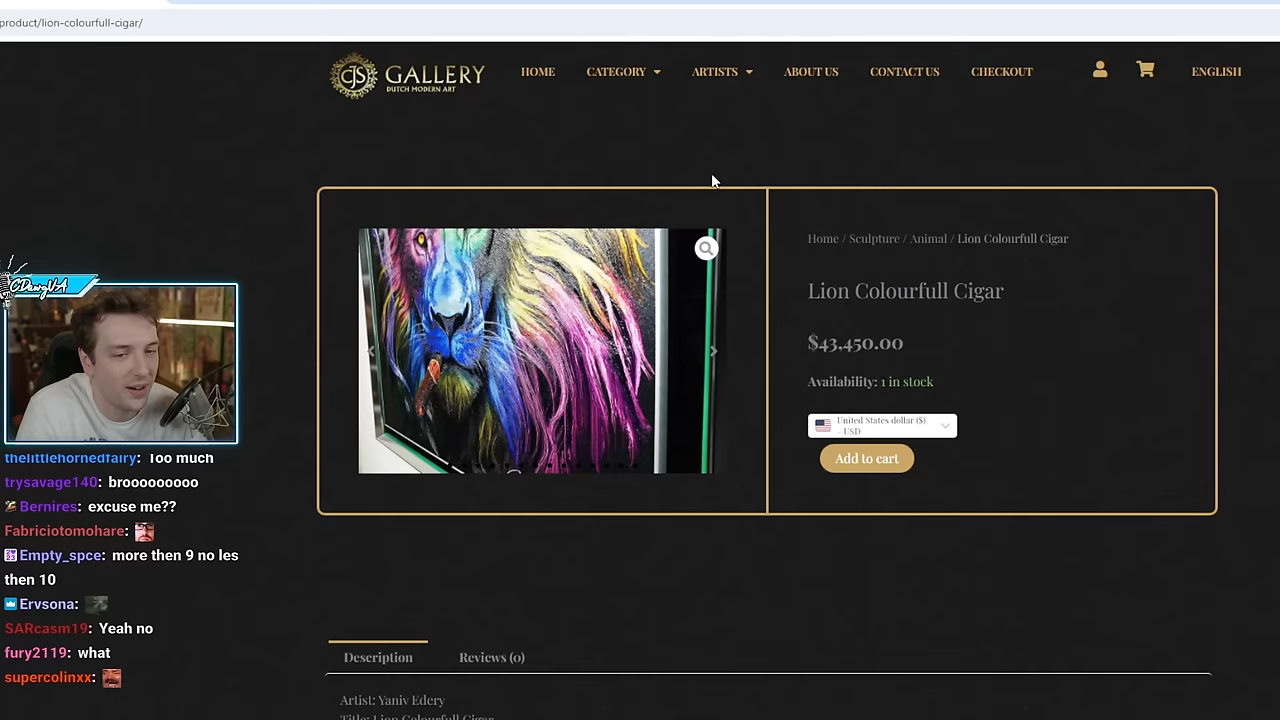 product/lion-colourfull-cigar/
CJS GALLERY
DUTCH MODERN ART
HOME
CATEGORY
ARTISTS
ABOUT US
CONTACT US
CHECKOUT
ENGLISH
Home / Sculpture / Animal / Lion Colourfull Cigar
Lion Colourfull Cigar
$43,450.00
Availability: 1 in stock
United States dollar ($)
- USD
Add to cart
CDawgVA
thelittlehornedfairy: Too much
trysavage140: brooooooooo
Bernires: excuse me??
Fabriciotomohare:
Empty_spce: more then 9 no les
then 10
Ervsona:
SARcasm19: Yeah no
fury2119: what
supercolinxx:
Description
Reviews (0)
Artist: Yaniv Edery
Title: Lion Colourfull Cigar